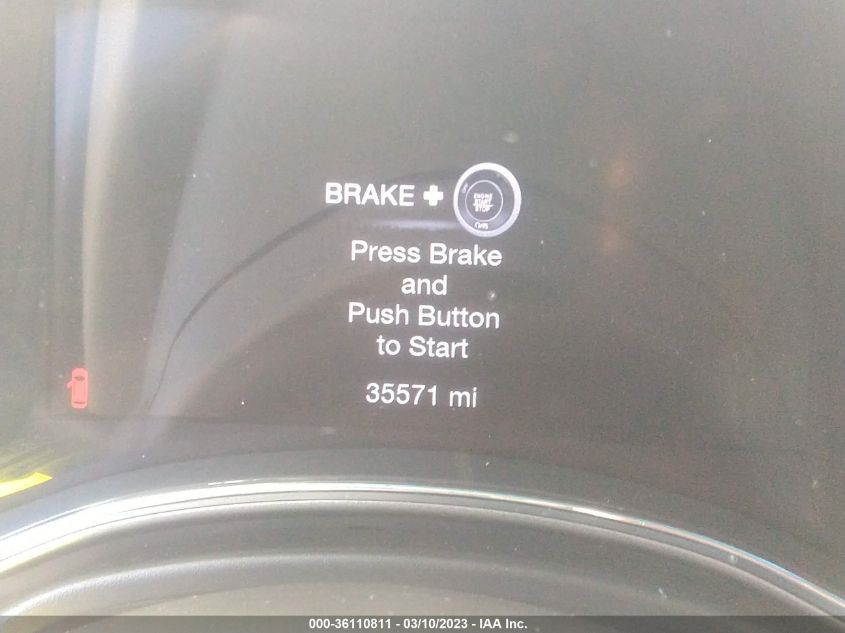 BRAKE +
ENGINE
START
STOP
Press Brake
and
Push Button
to Start
35571 mi
000-36110811 - 03/10/2023 - IAA Inc.